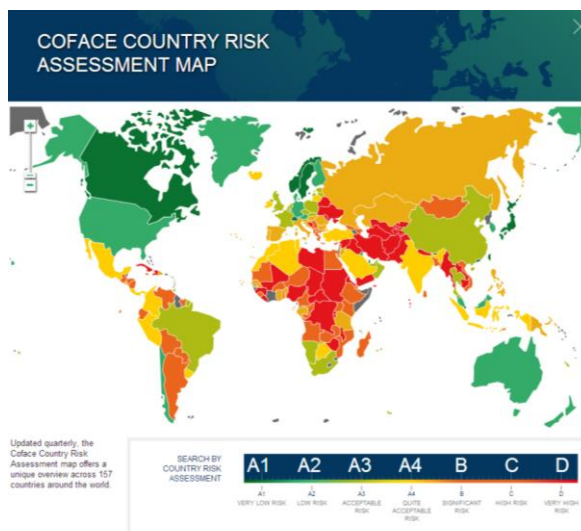 COFACE COUNTRY RISK
ASSESSMENT MAP
Updated quarterly, the
Coface Country Risk
Assessment map offers a
unique overview across 157
countries around the world.
SEARCH BY
COUNTRY RISK
ASSESSMENT
A1 A2 A3 A4 B C D
A1 A2 A3 A4 B C D
VERY LOW RISK LOW RISK ACCEPTABLE RISK QUITE ACCEPTABLE RISK SIGNIFICANT RISK HIGH RISK VERY HIGH RISK